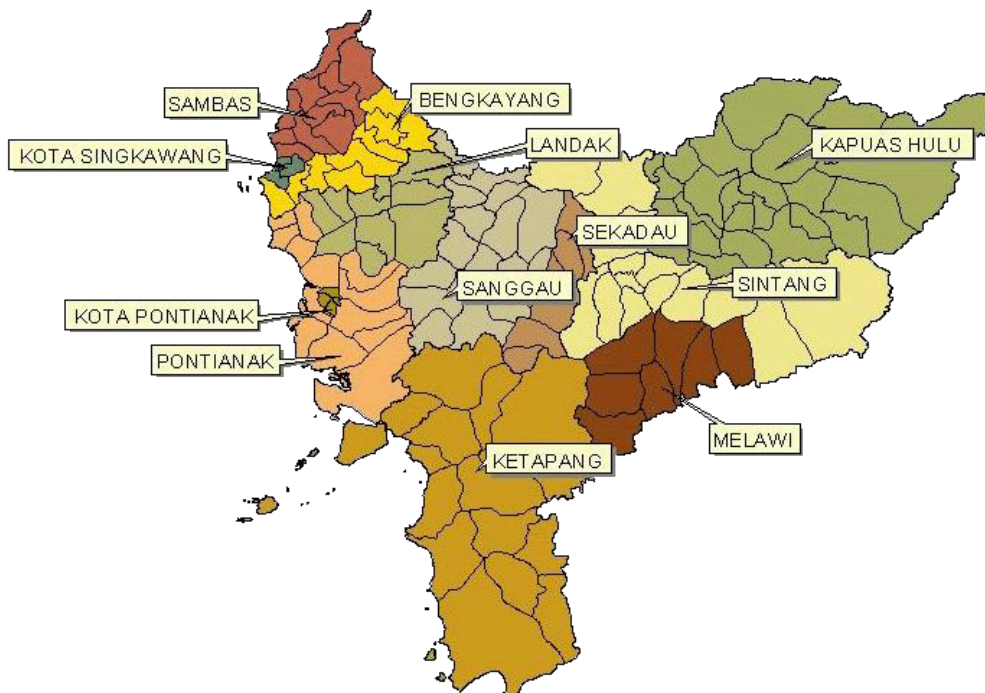 SAMBAS
BENGKAYANG
KOTA SINGKAWANG
LANDAK
KAPUAS HULU
SEKADAU
SANGGAU
SINTANG
KOTA PONTIANAK
PONTIANAK
MELAWI
KETAPANG